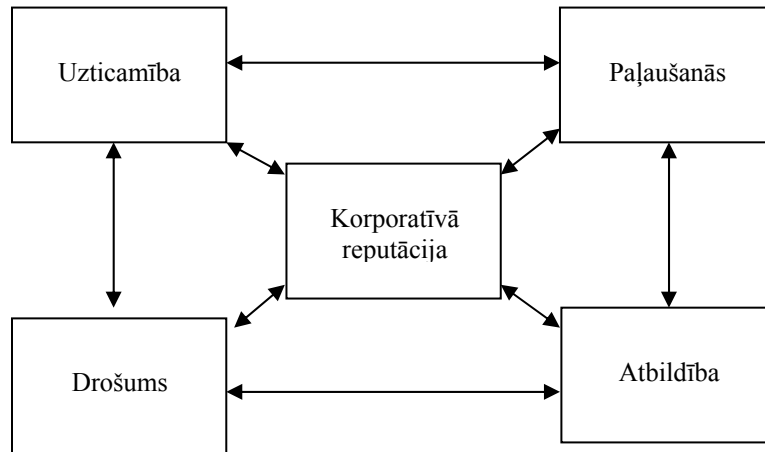 Uzticamība
Paļaušanās
Korporatīvā
reputācija
Drošums
Atbildība